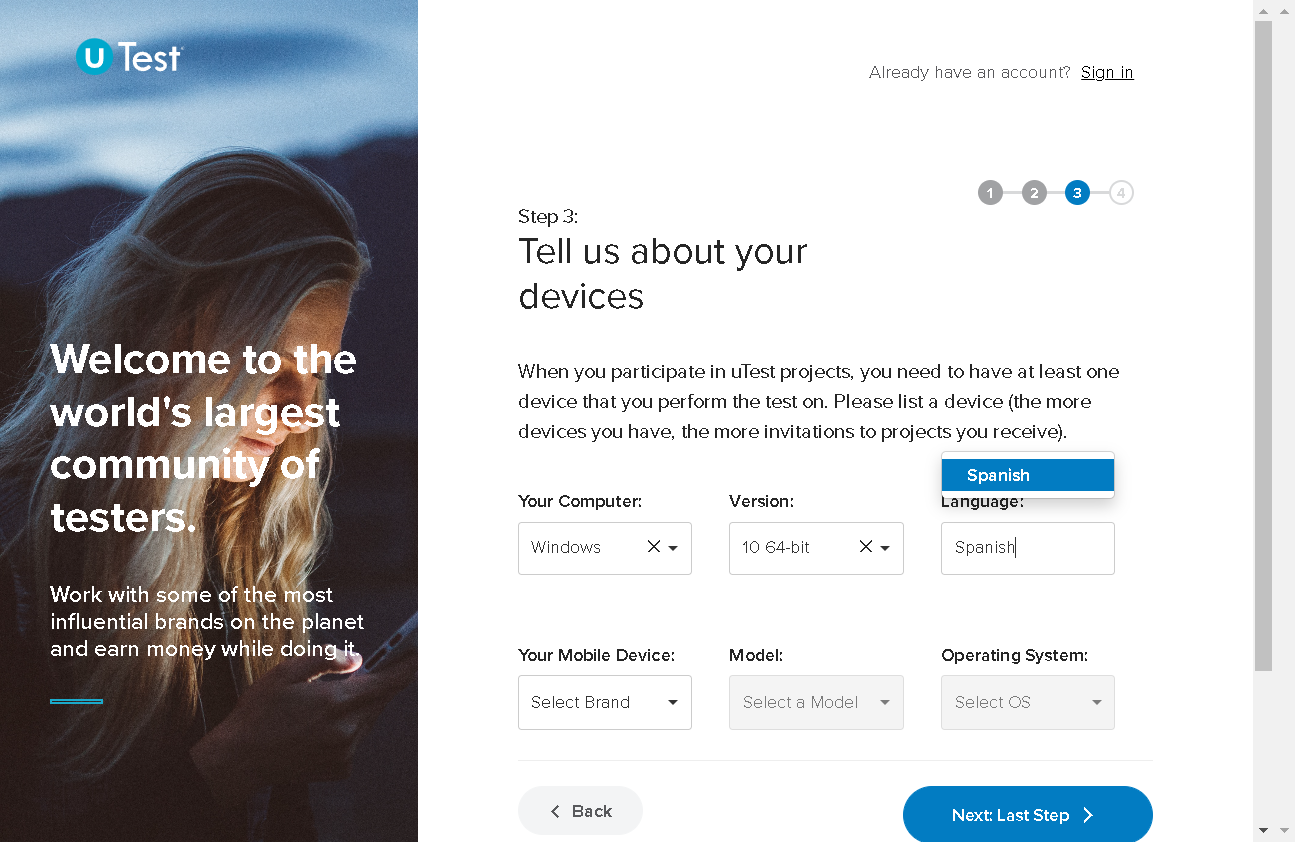 U Test
Already have an account? Sign in
1 2 3 4
Step 3:
Tell us about your
devices
Welcome to the
world's largest
community of
testers.
Work with some of the most
influential brands on the planet
and earn money while doing it.
When you participate in uTest projects, you need to have at least one
device that you perform the test on. Please list a device (the more
devices you have, the more invitations to projects you receive).
Spanish
Your Computer: Version: Language:
Windows 10 64-bit Spanish
Your Mobile Device: Model: Operating System:
Select Brand Select a Model Select OS
Back Next: Last Step